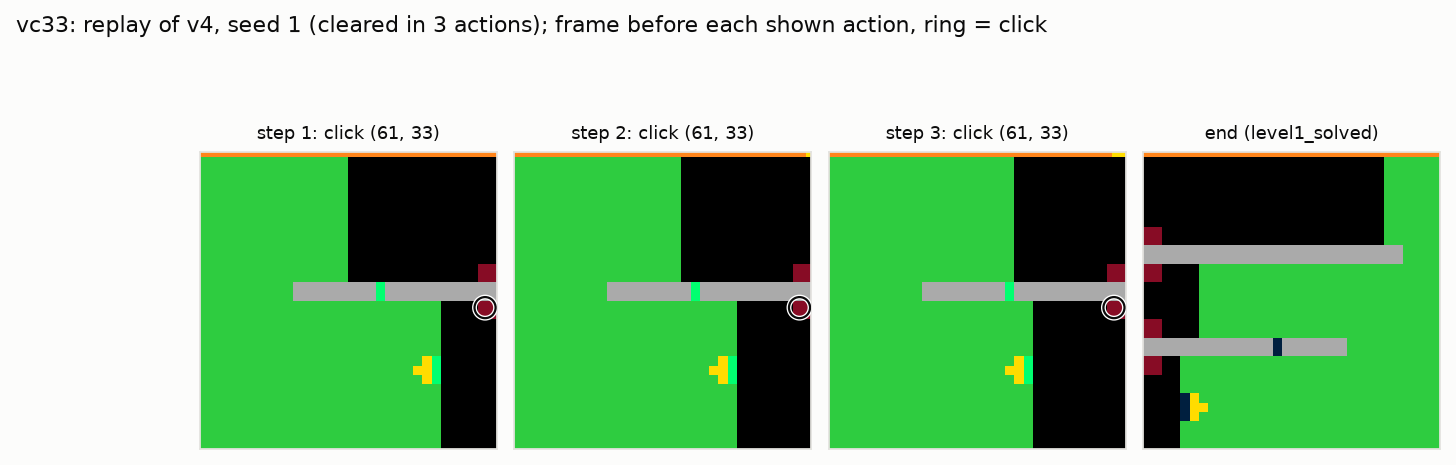 vc33: replay of v4, seed 1 (cleared in 3 actions); frame before each shown action, ring = click
step 1: click (61, 33)
step 2: click (61, 33)
step 3: click (61, 33)
end (level1_solved)